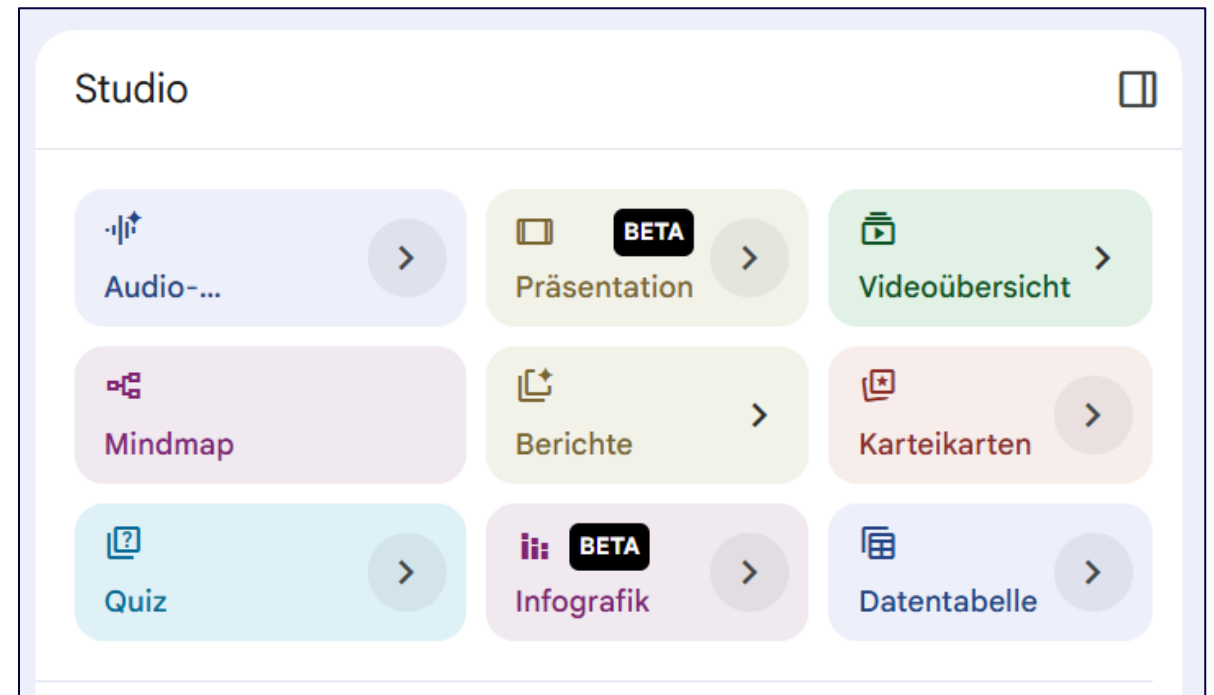 Studio
BETA
Audio-...
Präsentation
Videoübersicht
Mindmap
Berichte
Karteikarten
BETA
Quiz
Infografik
Datentabelle